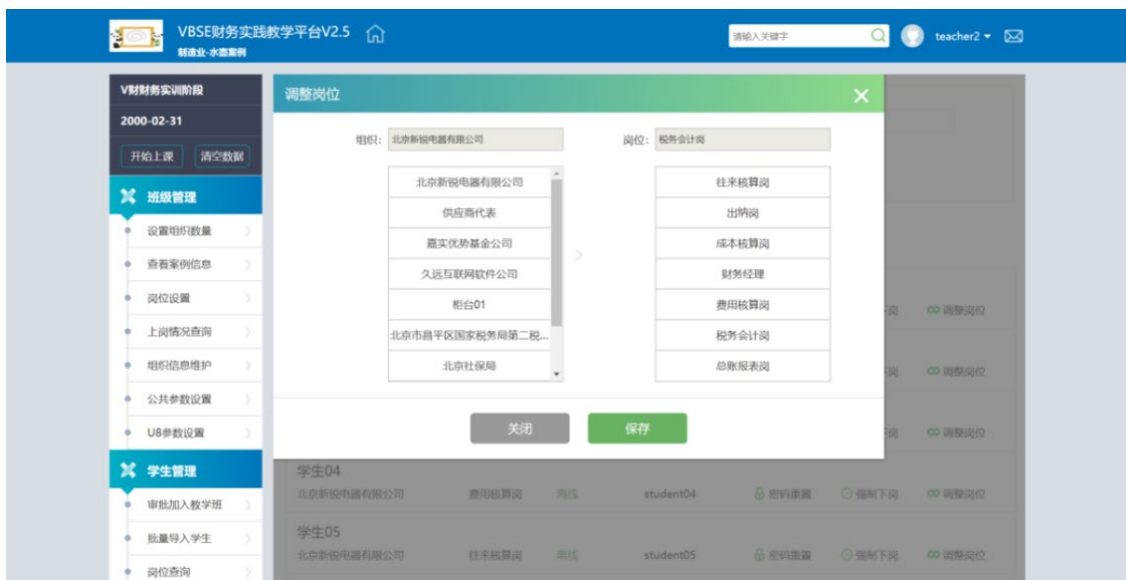 VBSE财务实践教学平台V2.5
制造业-水壶案例
请输入关键字
teacher2
V财财务实训阶段
2000-02-31
开始上课 清空数据
班级管理
设置组织数量
查看案例信息
岗位设置
上岗情况查询
组织信息维护
公共参数设置
U8参数设置
学生管理
审批加入教学班
批量导入学生
岗位查询
调整岗位
组织: 北京新锐电器有限公司 岗位: 税务会计岗
北京新锐电器有限公司 往来核算岗
供应商代表 出纳岗
嘉实优势基金公司 成本核算岗
久远互联网软件公司 财务经理
柜台01 费用核算岗
北京市昌平区国家税务局第二税... 税务会计岗
北京社保局 总账报表岗
关闭 保存
岗 调整岗位
岗 调整岗位
岗 调整岗位
学生04
北京新锐电器有限公司 费用核算岗 离线 student04 密码重置 强制下岗 调整岗位
学生05
北京新锐电器有限公司 往来核算岗 离线 student05 密码重置 强制下岗 调整岗位